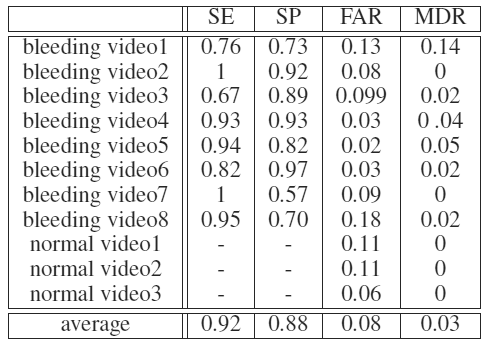 SE SP FAR MDR
bleeding video1 0.76 0.73 0.13 0.14
bleeding video2 1 0.92 0.08 0
bleeding video3 0.67 0.89 0.099 0.02
bleeding video4 0.93 0.93 0.03 0 .04
bleeding video5 0.94 0.82 0.02 0.05
bleeding video6 0.82 0.97 0.03 0.02
bleeding video7 1 0.57 0.09 0
bleeding video8 0.95 0.70 0.18 0.02
normal video1 - - 0.11 0
normal video2 - - 0.11 0
normal video3 - - 0.06 0
average 0.92 0.88 0.08 0.03